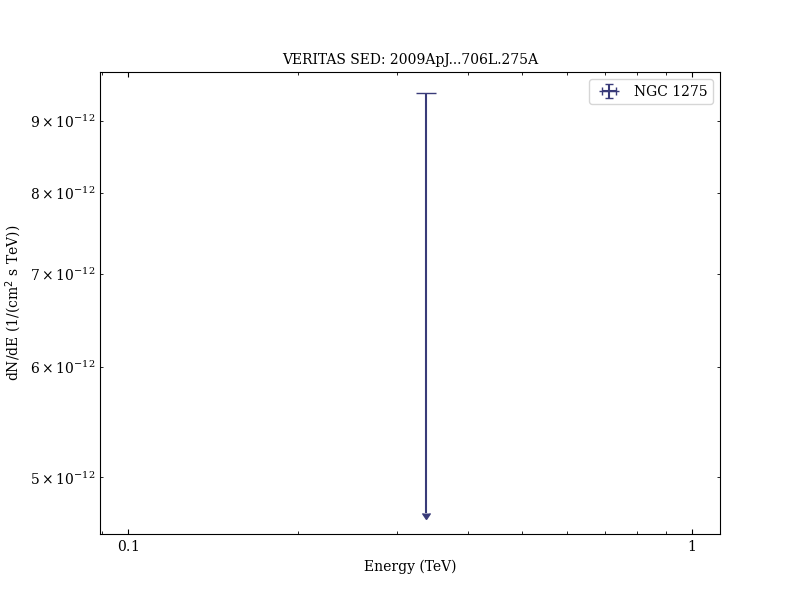 VERITAS SED: 2009ApJ...706L.275A
NGC 1275
9×10⁻¹²
8×10⁻¹²
7×10⁻¹²
6×10⁻¹²
5×10⁻¹²
dN/dE (1/(cm² s TeV))
0.1
1
Energy (TeV)